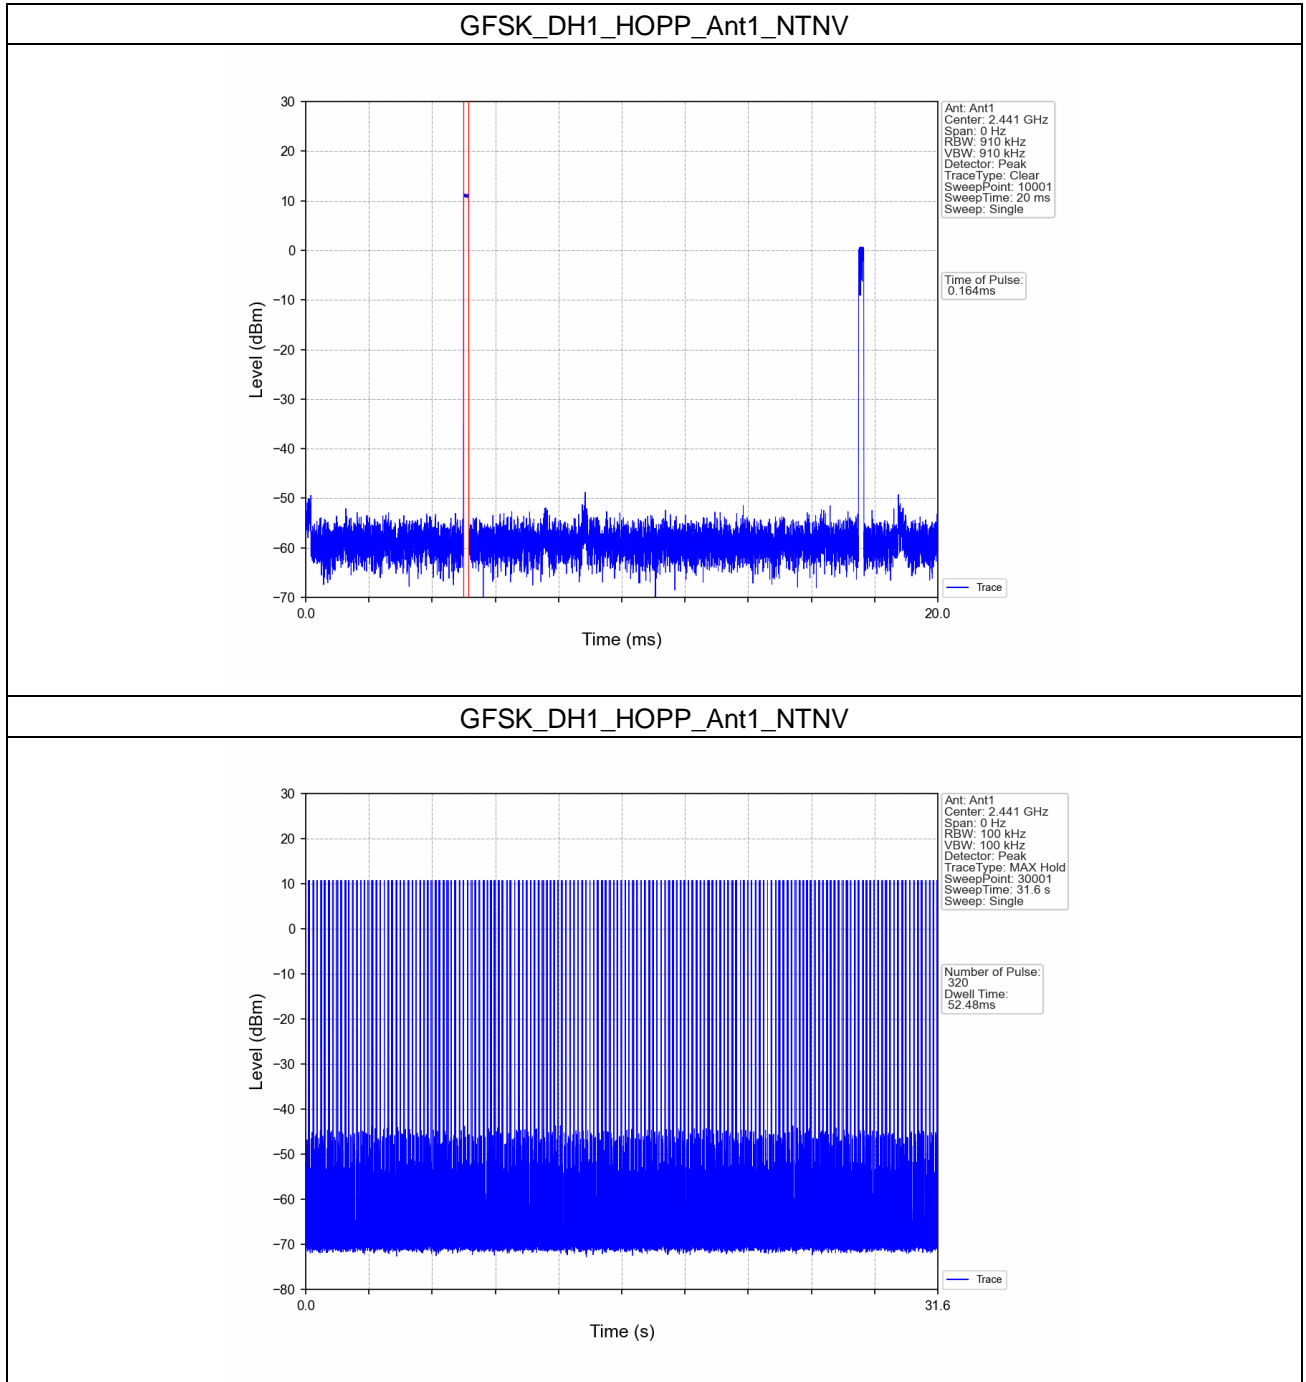 GFSK_DH1_HOPP_Ant1_NTNV
30
20
10
0
−10
−20
−30
−40
−50
−60
−70
Level (dBm)
0.0
20.0
Time (ms)
Ant: Ant1
Center: 2.441 GHz
Span: 0 Hz
RBW: 910 kHz
VBW: 910 kHz
Detector: Peak
TraceType: Clear
SweepPoint: 10001
SweepTime: 20 ms
Sweep: Single
Time of Pulse:
0.164ms
Trace
GFSK_DH1_HOPP_Ant1_NTNV
30
20
10
0
−10
−20
−30
−40
−50
−60
−70
−80
Level (dBm)
0.0
31.6
Time (s)
Ant: Ant1
Center: 2.441 GHz
Span: 0 Hz
RBW: 100 kHz
VBW: 100 kHz
Detector: Peak
TraceType: MAX Hold
SweepPoint: 30001
SweepTime: 31.6 s
Sweep: Single
Number of Pulse:
320
Dwell Time:
52.48ms
Trace